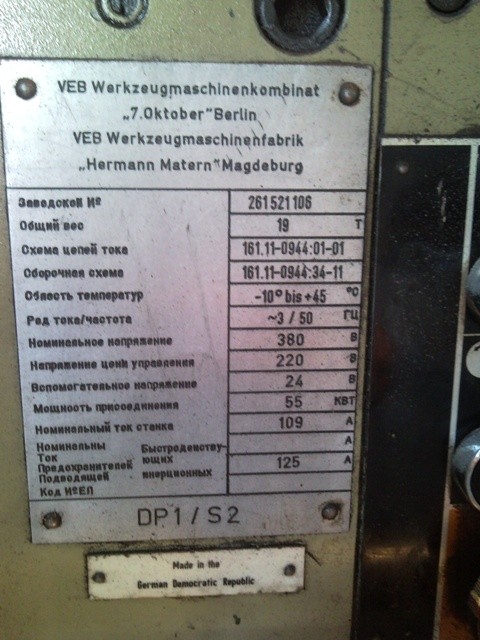 VEB Werkzeugmaschinenkombinat
„7.Oktober“ Berlin
VEB Werkzeugmaschinenfabrik
„Hermann Matern“ Magdeburg
Заводской № 261521106
Общий вес 19 Т
Схема цепей тока 161.11-0944:01-01
Сборочная схема 161.11-0944:34-11
Область температур -10° bis +45 °C
Род тока/частота ~3 / 50 ГЦ
Номинальное напряжение 380 В
Напряжение цепи управления 220 В
Вспомогательное напряжение 24 В
Мощность присоединения 55 КВТ
Номинальный ток станка 109 А
Номинальны Быстроденству- А
Ток ющих
Предохранителей 125 А
Подводящей инорционных
Код №ЕП
DP1/S2
Made in the
German Democratic Republic